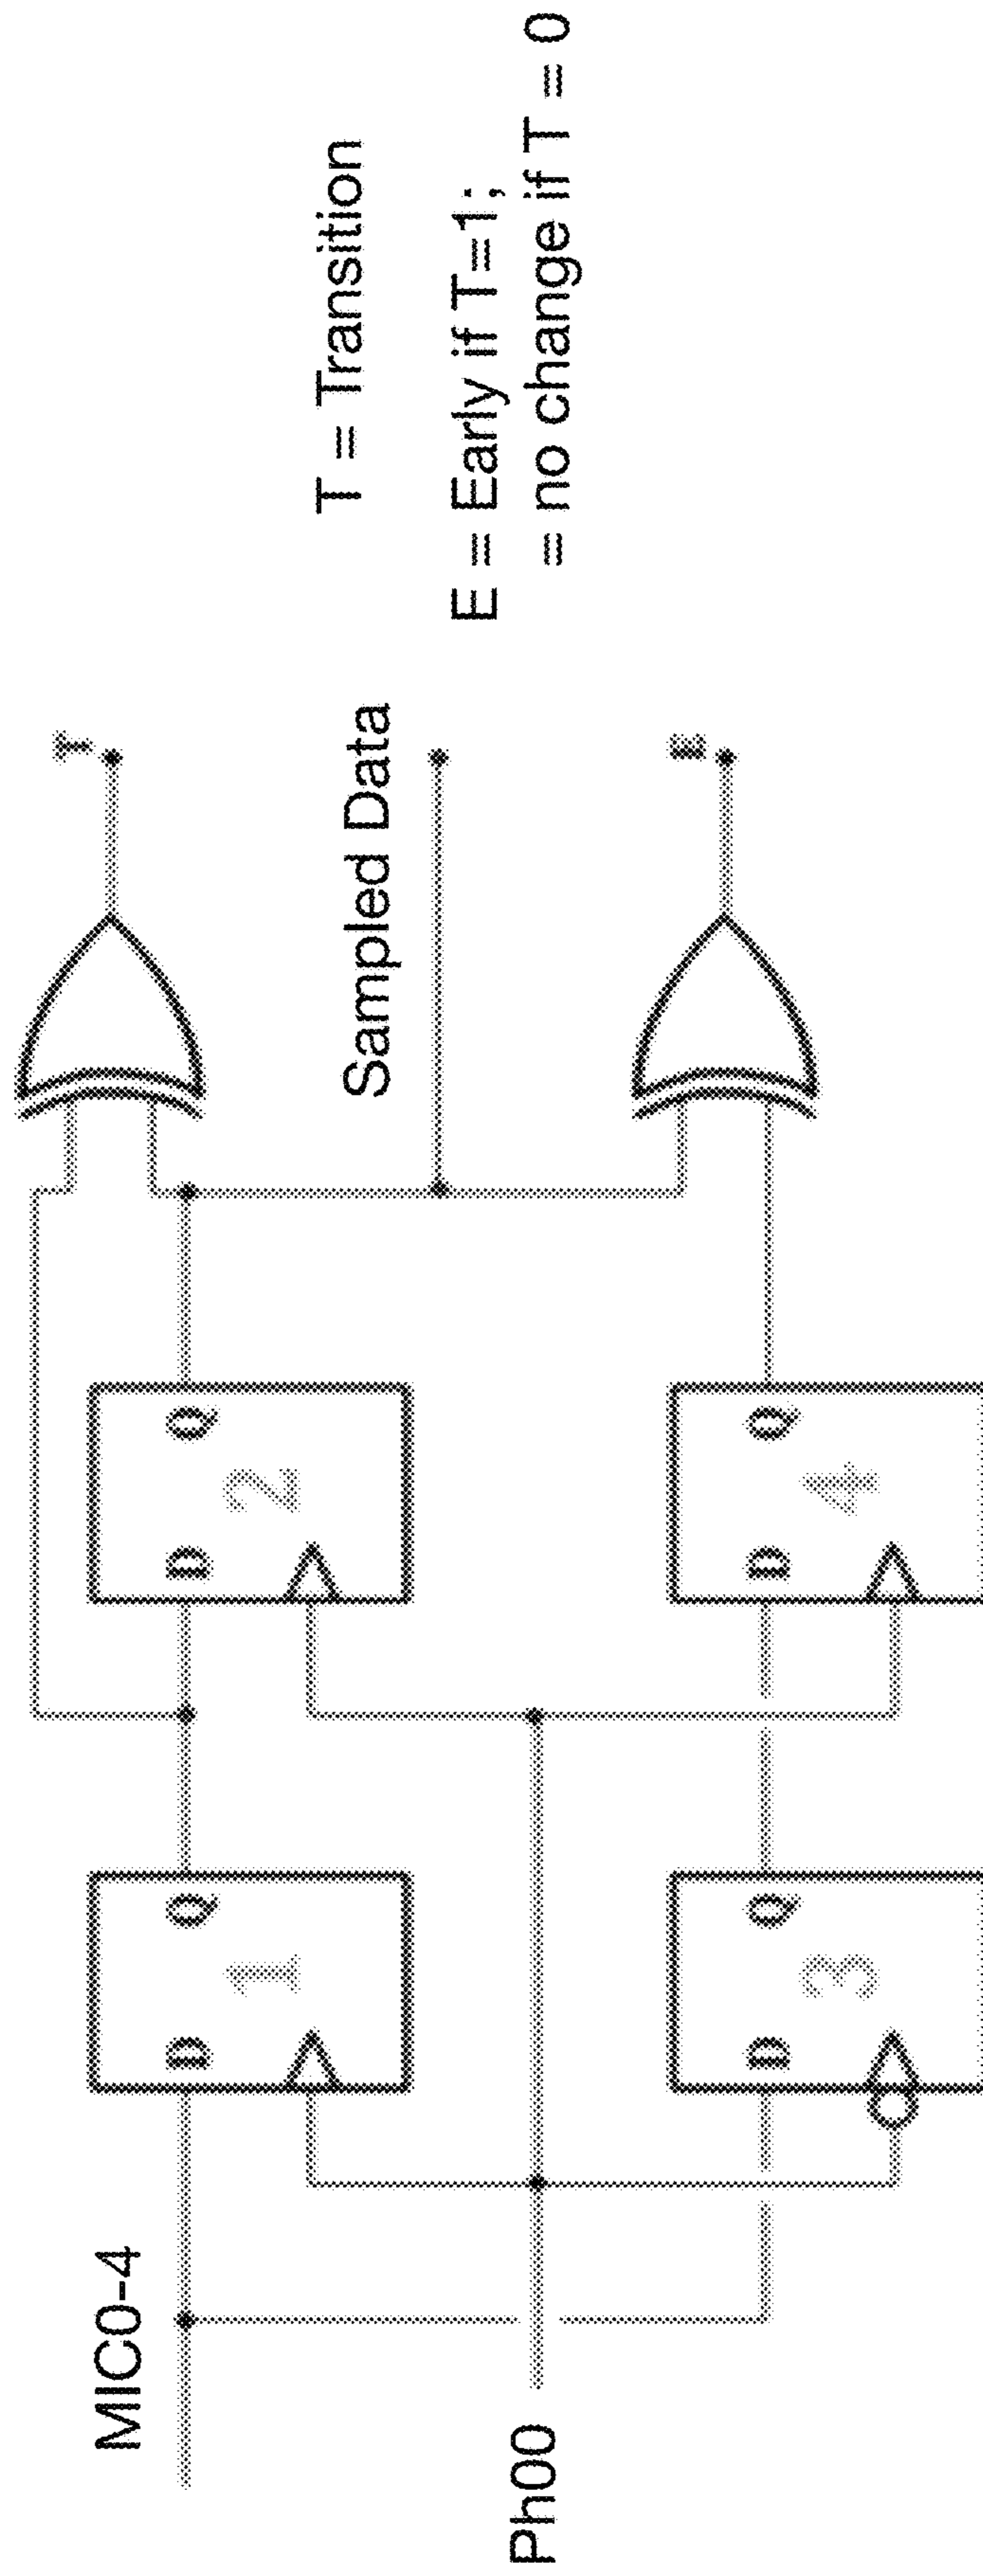 MIC0-4
Ph00
D Q
1
D Q
2
D Q
3
D Q
4
T
Sampled Data
E
T = Transition
E = Early if T=1;
= no change if T = 0